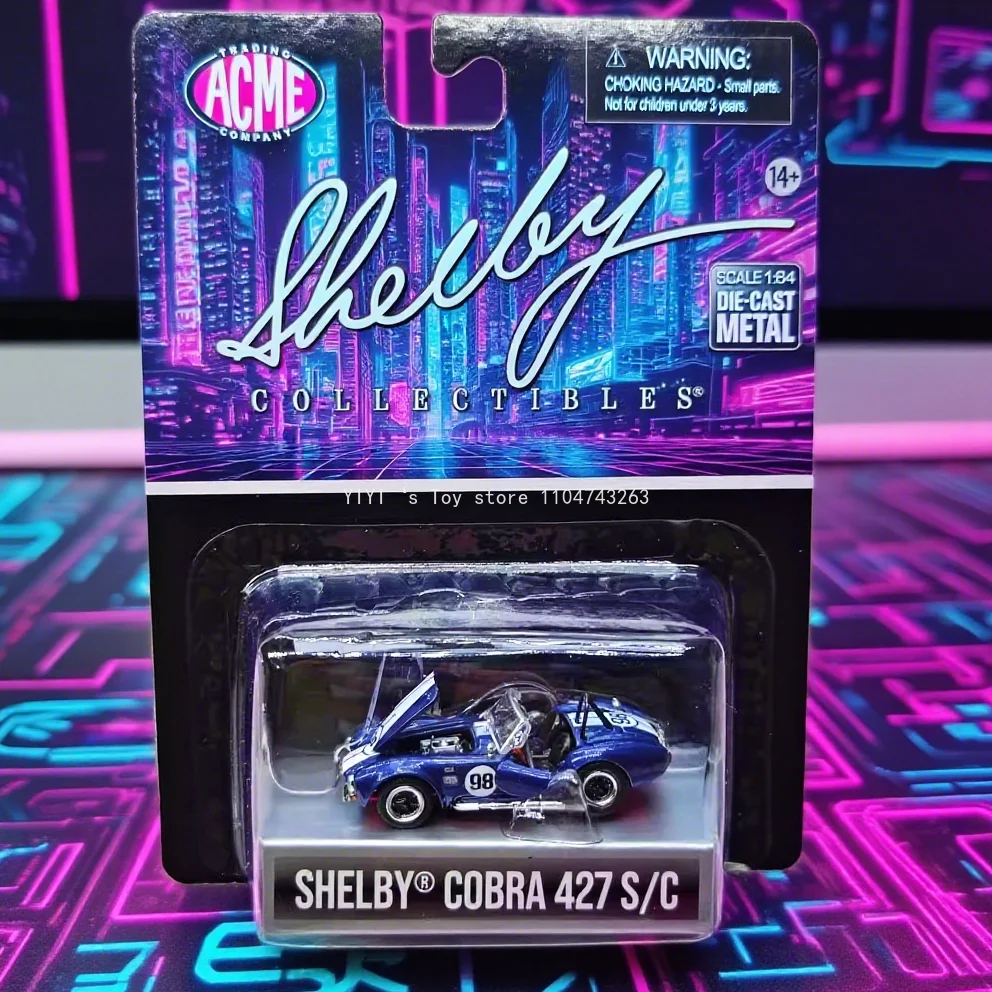 TRADING
ACME
COMPANY
⚠ WARNING:
CHOKING HAZARD • Small parts.
Not for children under 3 years.
14+
Shelby
SCALE 1:64
DIE-CAST
METAL
COLLECTIBLES®
YIYI 's Toy store 1104743263
98
98
SHELBY® COBRA 427 S/C